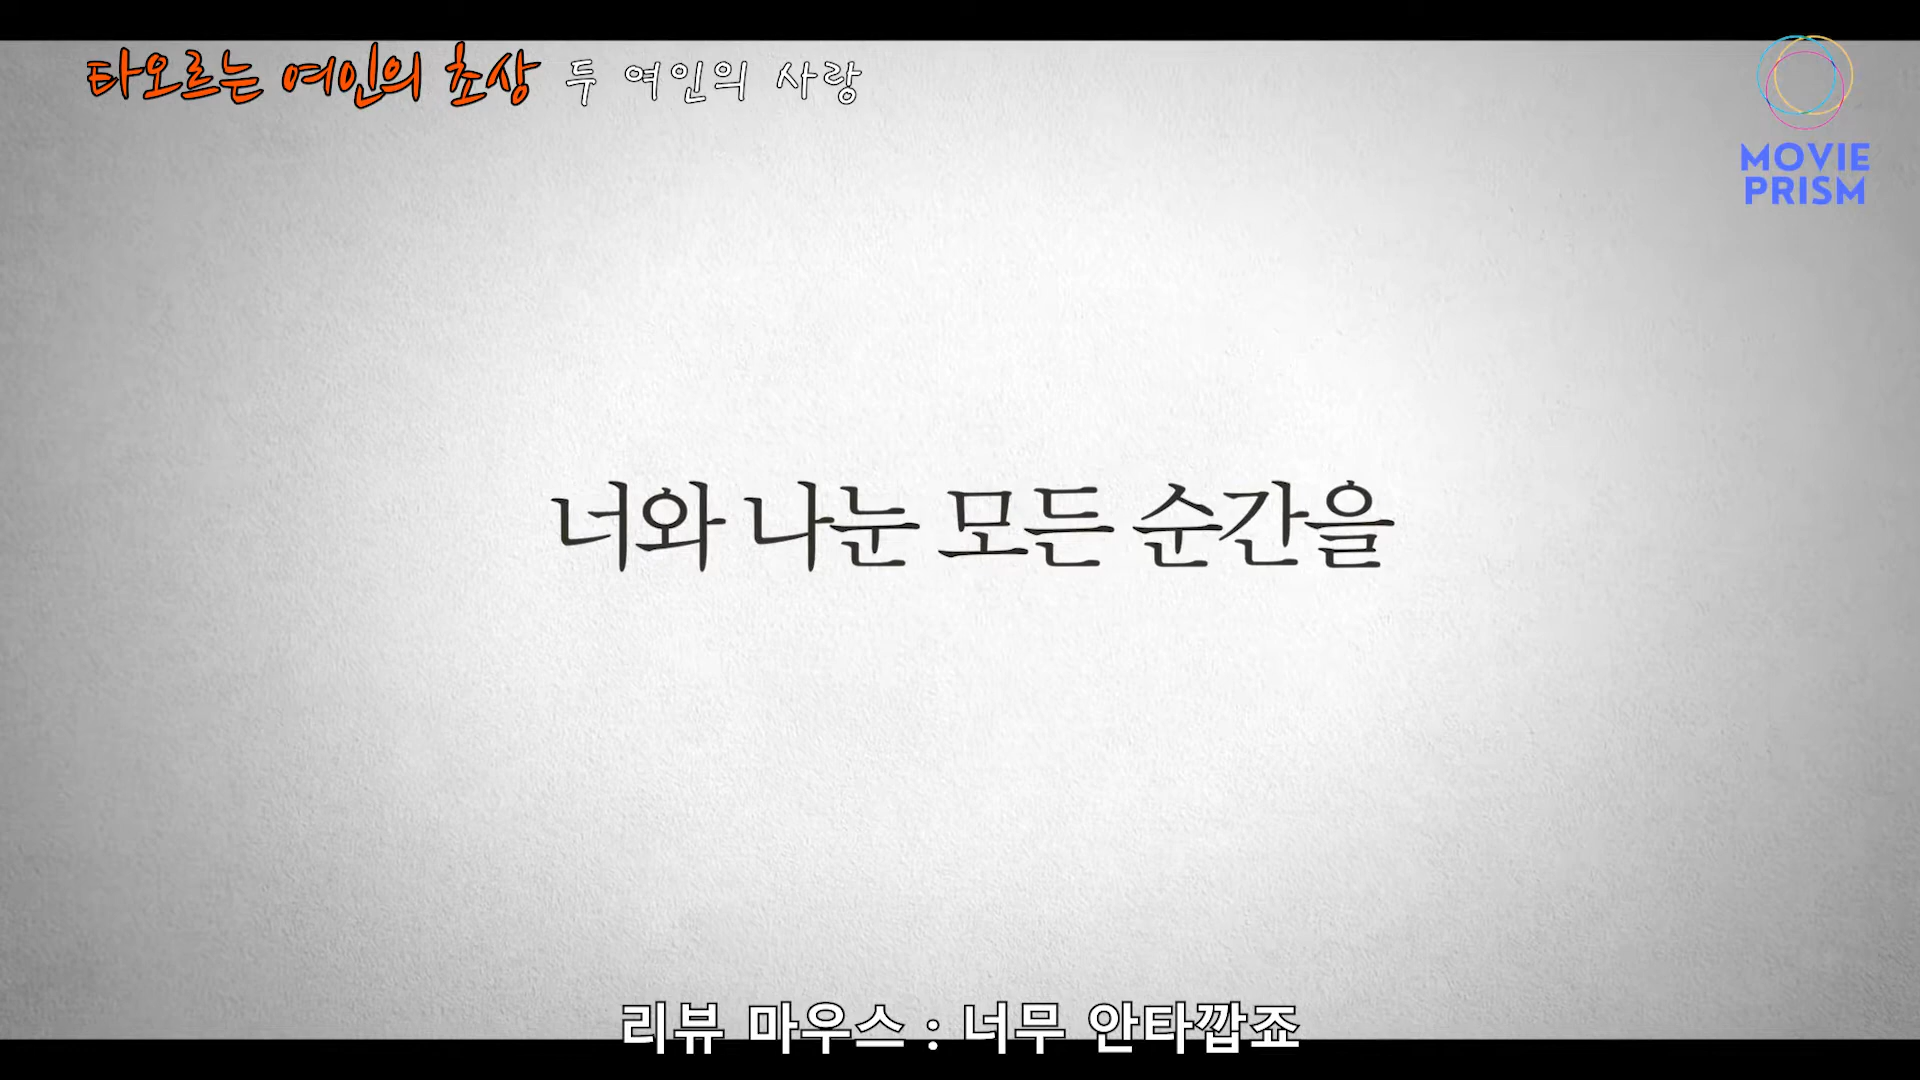 타오르는 여인의 초상 두 여인의 사랑
MOVIE
PRISM
너와 나눈 모든 순간을
리뷰 마우스 : 너무 안타깝죠